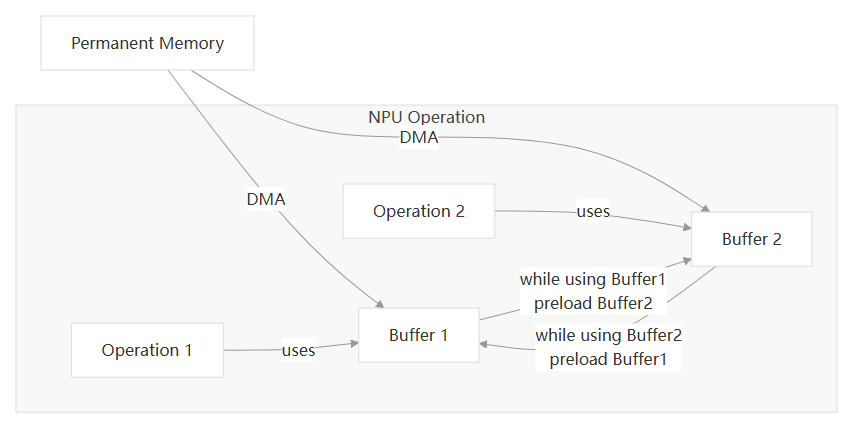 Permanent Memory
NPU Operation
DMA
DMA
Operation 2
uses
Buffer 2
while using Buffer1
preload Buffer2
Buffer 1
while using Buffer2
preload Buffer1
Operation 1
uses